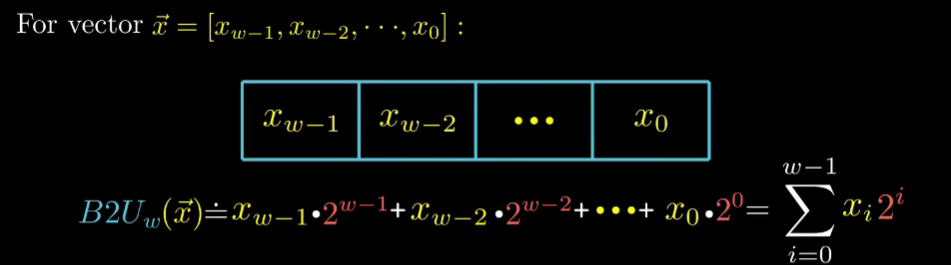 For vector $\vec{x} = [x_{w-1}, x_{w-2}, \cdots, x_0]:$
$x_{w-1}$ $x_{w-2}$ $\cdots$ $x_0$
$B2U_w(\vec{x}) \doteq x_{w-1} \cdot 2^{w-1} + x_{w-2} \cdot 2^{w-2} + \cdots + x_0 \cdot 2^0 = \sum_{i=0}^{w-1} x_i 2^i$